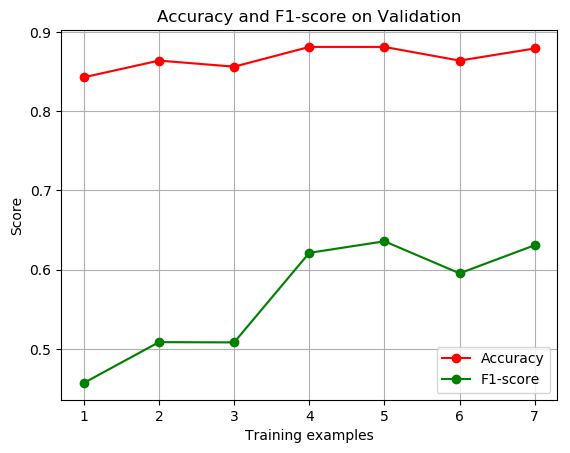 Accuracy and F1-score on Validation
0.9
0.8
0.7
0.6
0.5
Score
Accuracy
F1-score
1 2 3 4 5 6 7
Training examples